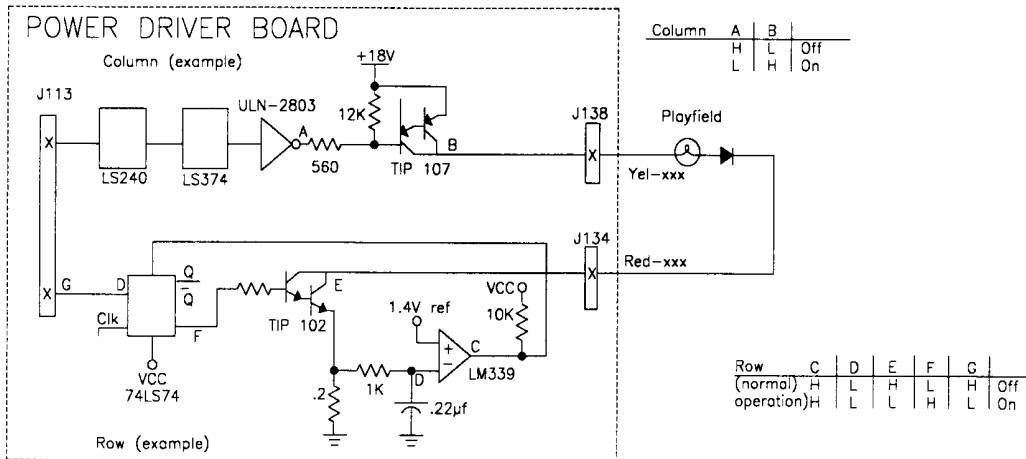 POWER DRIVER BOARD
Column (example)
J113
ULN-2803
+18V
12K
A
560
B
TIP 107
LS240
LS374
X
J138
X
Playfield
Yel-xxx
Column A B
H L Off
L H On
J134
X
Red-xxx
X
G
D
Q
Q
Clk
F
VCC
74LS74
TIP 102
E
1.4V ref
VCC
10K
+
-
C
LM339
D
1K
.2
.22µf
Row (example)
Row C D E F G
(normal) H L H L H Off
operation) H L L H L On